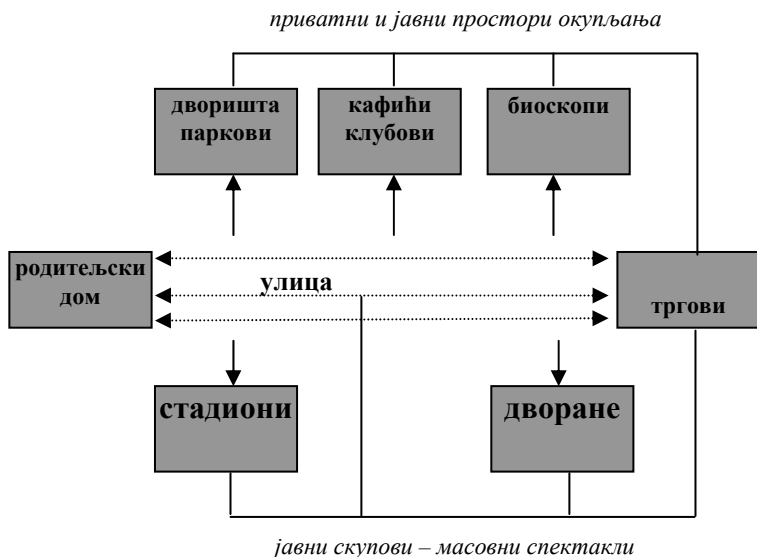 приватни и јавни простори окупљања
дворишта
паркови
кафићи
клубови
биоскопи
родитељски
дом
улица
тргови
стадиони
дворане
јавни скупови – масовни спектакли